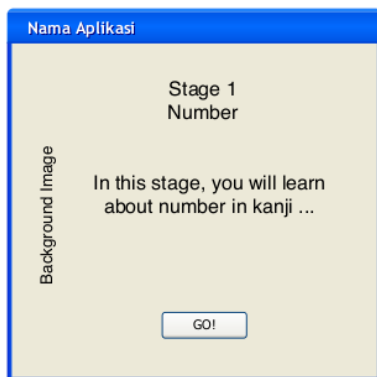 Nama Aplikasi
Stage 1
Number
Background Image
In this stage, you will learn
about number in kanji ...
GO!